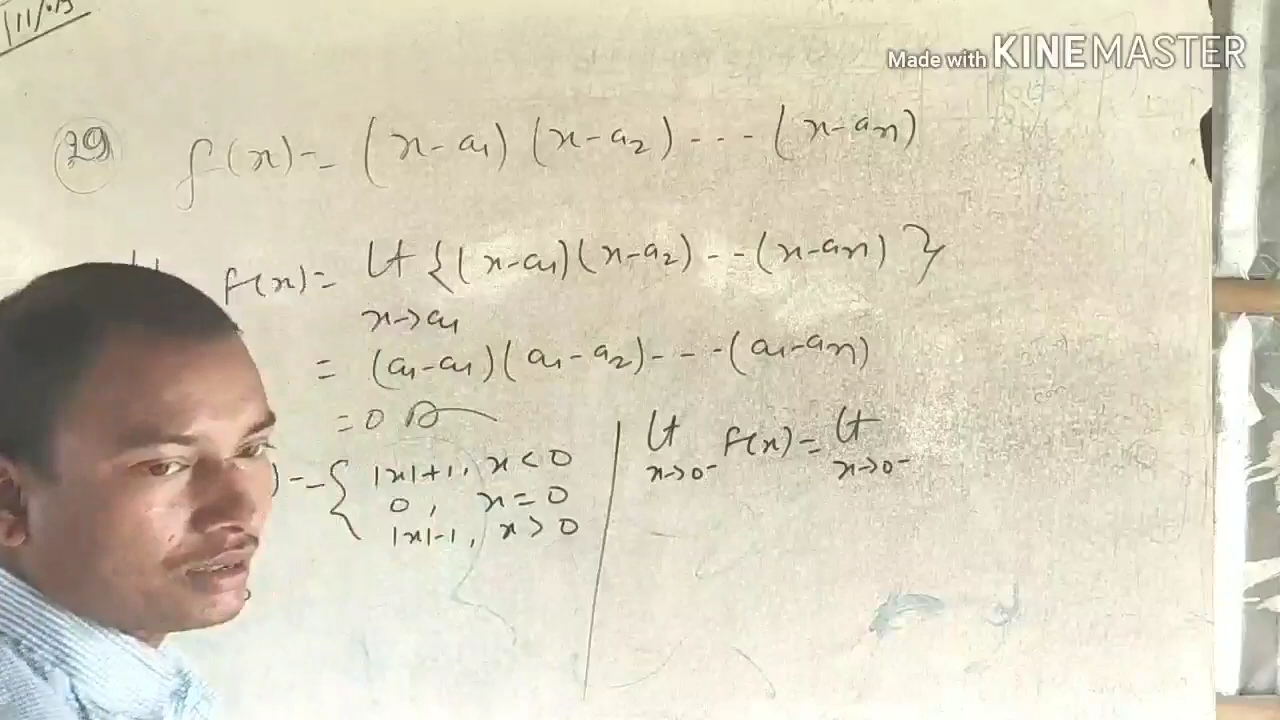 Made with KINEMASTER
29 f(x) = (x-a1) (x-a2) --- (x-an)
f(x) = Lt {(x-a1)(x-a2) --- (x-an)}
x→a1
= (a1-a1)(a1-a2) --- (a1-an)
= 0
) = { |x|+1, x < 0
0, x = 0
|x|-1, x > 0
Lt f(x) = Lt
x→0⁻ x→0⁻